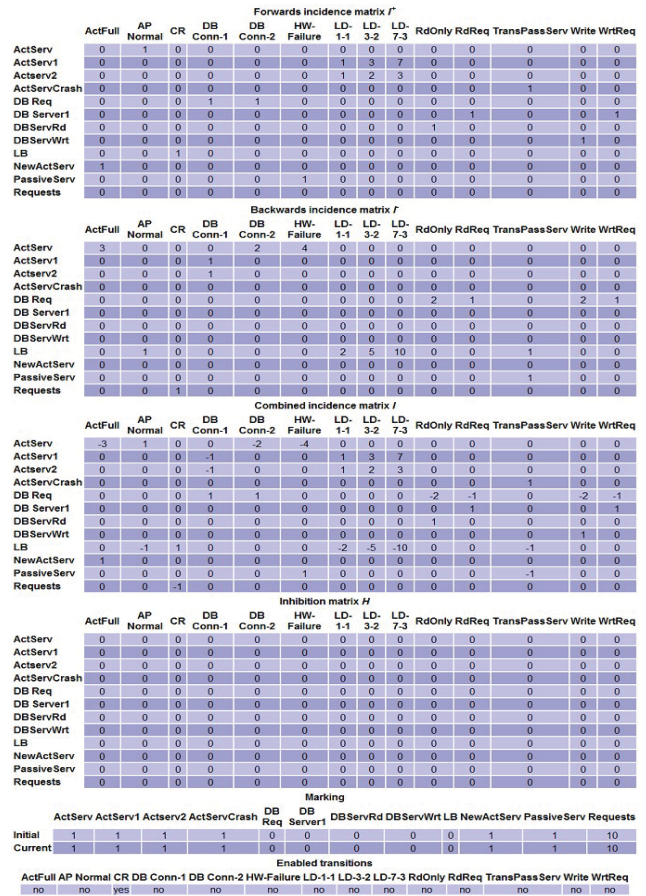 Forwards incidence matrix I+
ActFull AP Normal CR DB Conn-1 DB Conn-2 HW-Failure LD-1-1 LD-3-2 LD-7-3 RdOnly RdReq TransPassServ Write WrtReq
ActServ 0 1 0 0 0 0 0 0 0 0 0 0 0 0
ActServ1 0 0 0 0 0 0 1 3 7 0 0 0 0 0
Actserv2 0 0 0 0 0 0 1 2 3 0 0 0 0 0
ActServCrash 0 0 0 0 0 0 0 0 0 0 0 1 0 0
DB Req 0 0 0 1 1 0 0 0 0 0 0 0 0 0
DB Server1 0 0 0 0 0 0 0 0 0 0 1 0 0 1
DBServRd 0 0 0 0 0 0 0 0 0 1 0 0 0 0
DBServWrt 0 0 0 0 0 0 0 0 0 0 0 0 1 0
LB 0 0 1 0 0 0 0 0 0 0 0 0 0 0
NewActServ 1 0 0 0 0 0 0 0 0 0 0 0 0 0
PassiveServ 0 0 0 0 0 1 0 0 0 0 0 0 0 0
Requests 0 0 0 0 0 0 0 0 0 0 0 0 0 0
Backwards incidence matrix I-
ActFull AP Normal CR DB Conn-1 DB Conn-2 HW-Failure LD-1-1 LD-3-2 LD-7-3 RdOnly RdReq TransPassServ Write WrtReq
ActServ 3 0 0 0 2 4 0 0 0 0 0 0 0 0
ActServ1 0 0 0 1 0 0 0 0 0 0 0 0 0 0
Actserv2 0 0 0 1 0 0 0 0 0 0 0 0 0 0
ActServCrash 0 0 0 0 0 0 0 0 0 0 0 0 0 0
DB Req 0 0 0 0 0 0 0 0 0 2 1 0 2 1
DB Server1 0 0 0 0 0 0 0 0 0 0 0 0 0 0
DBServRd 0 0 0 0 0 0 0 0 0 0 0 0 0 0
DBServWrt 0 0 0 0 0 0 0 0 0 0 0 0 0 0
LB 0 1 0 0 0 0 2 5 10 0 0 1 0 0
NewActServ 0 0 0 0 0 0 0 0 0 0 0 0 0 0
PassiveServ 0 0 0 0 0 0 0 0 0 0 0 1 0 0
Requests 0 0 1 0 0 0 0 0 0 0 0 0 0 0
Combined incidence matrix I
ActFull AP Normal CR DB Conn-1 DB Conn-2 HW-Failure LD-1-1 LD-3-2 LD-7-3 RdOnly RdReq TransPassServ Write WrtReq
ActServ -3 1 0 0 -2 -4 0 0 0 0 0 0 0 0
ActServ1 0 0 0 -1 0 0 1 3 7 0 0 0 0 0
Actserv2 0 0 0 -1 0 0 1 2 3 0 0 0 0 0
ActServCrash 0 0 0 0 0 0 0 0 0 0 0 1 0 0
DB Req 0 0 0 1 1 0 0 0 0 -2 -1 0 -2 -1
DB Server1 0 0 0 0 0 0 0 0 0 0 1 0 0 1
DBServRd 0 0 0 0 0 0 0 0 0 1 0 0 0 0
DBServWrt 0 0 0 0 0 0 0 0 0 0 0 0 1 0
LB 0 -1 1 0 0 0 -2 -5 -10 0 0 -1 0 0
NewActServ 1 0 0 0 0 0 0 0 0 0 0 0 0 0
PassiveServ 0 0 0 0 0 1 0 0 0 0 0 -1 0 0
Requests 0 0 -1 0 0 0 0 0 0 0 0 0 0 0
Inhibition matrix H
ActFull AP Normal CR DB Conn-1 DB Conn-2 HW-Failure LD-1-1 LD-3-2 LD-7-3 RdOnly RdReq TransPassServ Write WrtReq
ActServ 0 0 0 0 0 0 0 0 0 0 0 0 0 0
ActServ1 0 0 0 0 0 0 0 0 0 0 0 0 0 0
Actserv2 0 0 0 0 0 0 0 0 0 0 0 0 0 0
ActServCrash 0 0 0 0 0 0 0 0 0 0 0 0 0 0
DB Req 0 0 0 0 0 0 0 0 0 0 0 0 0 0
DB Server1 0 0 0 0 0 0 0 0 0 0 0 0 0 0
DBServRd 0 0 0 0 0 0 0 0 0 0 0 0 0 0
DBServWrt 0 0 0 0 0 0 0 0 0 0 0 0 0 0
LB 0 0 0 0 0 0 0 0 0 0 0 0 0 0
NewActServ 0 0 0 0 0 0 0 0 0 0 0 0 0 0
PassiveServ 0 0 0 0 0 0 0 0 0 0 0 0 0 0
Requests 0 0 0 0 0 0 0 0 0 0 0 0 0 0
Marking
ActServ ActServ1 Actserv2 ActServCrash DB Req DB Server1 DBServRd DBServWrt LB NewActServ PassiveServ Requests
Initial 1 1 1 1 0 0 0 0 0 1 1 10
Current 1 1 1 1 0 0 0 0 0 1 1 10
Enabled transitions
ActFull AP Normal CR DB Conn-1 DB Conn-2 HW-Failure LD-1-1 LD-3-2 LD-7-3 RdOnly RdReq TransPassServ Write WrtReq
no no yes no no no no no no no no no no no